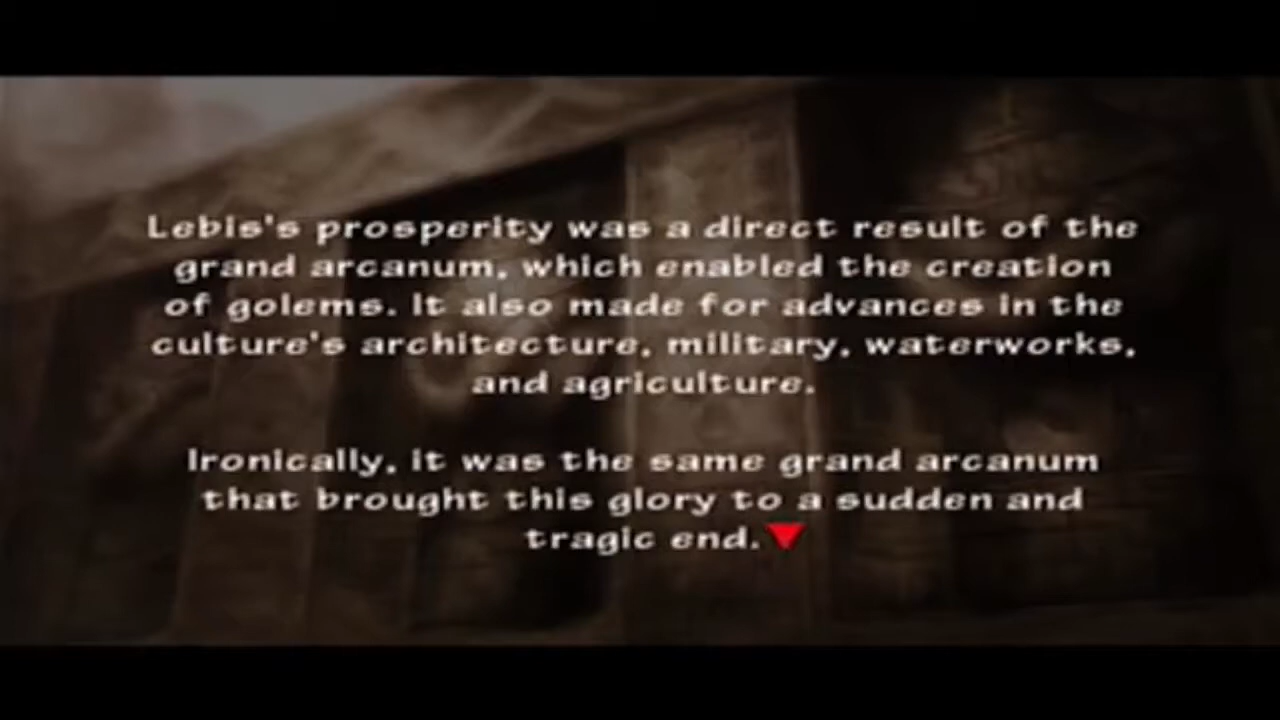 Lebis's prosperity was a direct result of the
grand arcanum, which enabled the creation
of golems. It also made for advances in the
culture's architecture, military, waterworks,
and agriculture.
Ironically, it was the same grand arcanum
that brought this glory to a sudden and
tragic end.